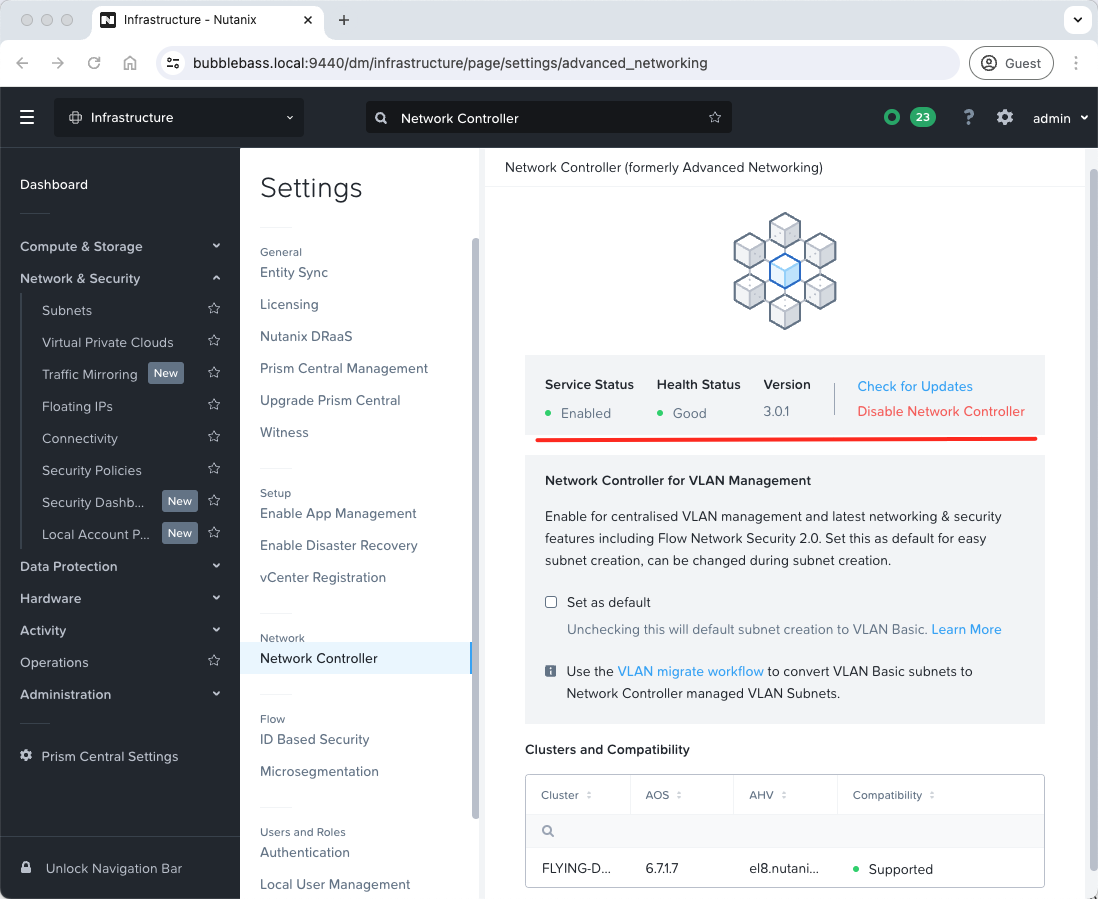 Infrastructure - Nutanix
bubblebass.local:9440/dm/infrastructure/page/settings/advanced_networking
Guest
Infrastructure
Network Controller
23
?
admin
Dashboard
Compute & Storage
Network & Security
Subnets
Virtual Private Clouds
Traffic Mirroring New
Floating IPs
Connectivity
Security Policies
Security Dashb... New
Local Account P... New
Data Protection
Hardware
Activity
Operations
Administration
Prism Central Settings
Unlock Navigation Bar
Settings
General
Entity Sync
Licensing
Nutanix DRaaS
Prism Central Management
Upgrade Prism Central
Witness
Setup
Enable App Management
Enable Disaster Recovery
vCenter Registration
Network
Network Controller
Flow
ID Based Security
Microsegmentation
Users and Roles
Authentication
Local User Management
Network Controller (formerly Advanced Networking)
Service Status Health Status Version
Enabled Good 3.0.1
Check for Updates
Disable Network Controller
Network Controller for VLAN Management
Enable for centralised VLAN management and latest networking & security
features including Flow Network Security 2.0. Set this as default for easy
subnet creation, can be changed during subnet creation.
Set as default
Unchecking this will default subnet creation to VLAN Basic. Learn More
Use the VLAN migrate workflow to convert VLAN Basic subnets to
Network Controller managed VLAN Subnets.
Clusters and Compatibility
Cluster AOS AHV Compatibility
FLYING-D... 6.7.1.7 el8.nutani... Supported